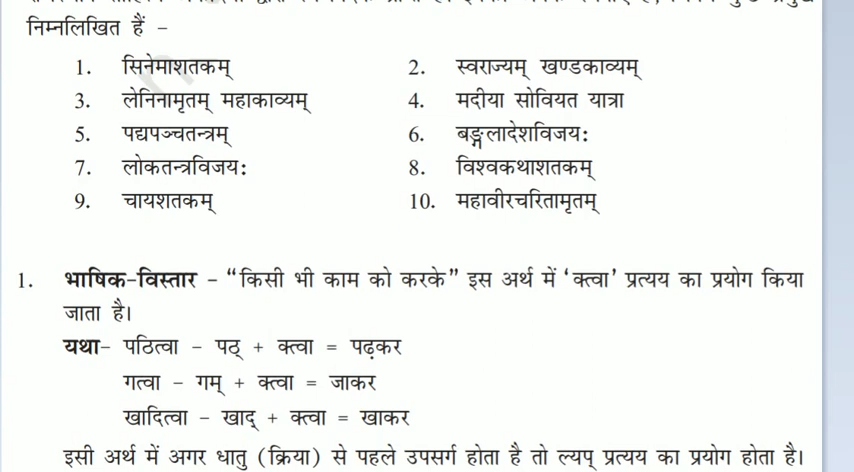 निम्नलिखित हैं –
1. सिनेमाशतकम् 2. स्वराज्यम् खण्डकाव्यम्
3. लेनिनामृतम् महाकाव्यम् 4. मदीया सोवियत यात्रा
5. पद्यपञ्चतन्त्रम् 6. बङ्गलादेशविजयः
7. लोकतन्त्रविजयः 8. विश्वकथाशतकम्
9. चायशतकम् 10. महावीरचरितामृतम्
1. भाषिक-विस्तार – “किसी भी काम को करके” इस अर्थ में ‘क्त्वा’ प्रत्यय का प्रयोग किया
जाता है।
यथा– पठित्वा – पठ् + क्त्वा = पढ़कर
गत्वा – गम् + क्त्वा = जाकर
खादित्वा – खाद् + क्त्वा = खाकर
इसी अर्थ में अगर धातु (क्रिया) से पहले उपसर्ग होता है तो ल्यप् प्रत्यय का प्रयोग होता है।